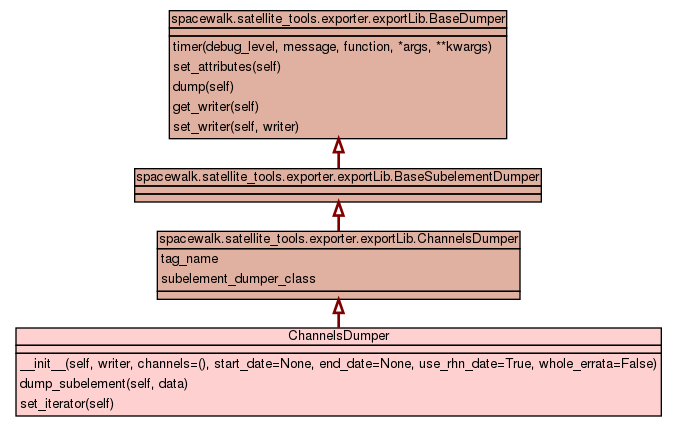 spacewalk.satellite_tools.exporter.exportLib.BaseDumper
timer(debug_level, message, function, *args, **kwargs)
set_attributes(self)
dump(self)
get_writer(self)
set_writer(self, writer)
spacewalk.satellite_tools.exporter.exportLib.BaseSubelementDumper
spacewalk.satellite_tools.exporter.exportLib.ChannelsDumper
tag_name
subelement_dumper_class
ChannelsDumper
__init__(self, writer, channels=(), start_date=None, end_date=None, use_rhn_date=True, whole_errata=False)
dump_subelement(self, data)
set_iterator(self)